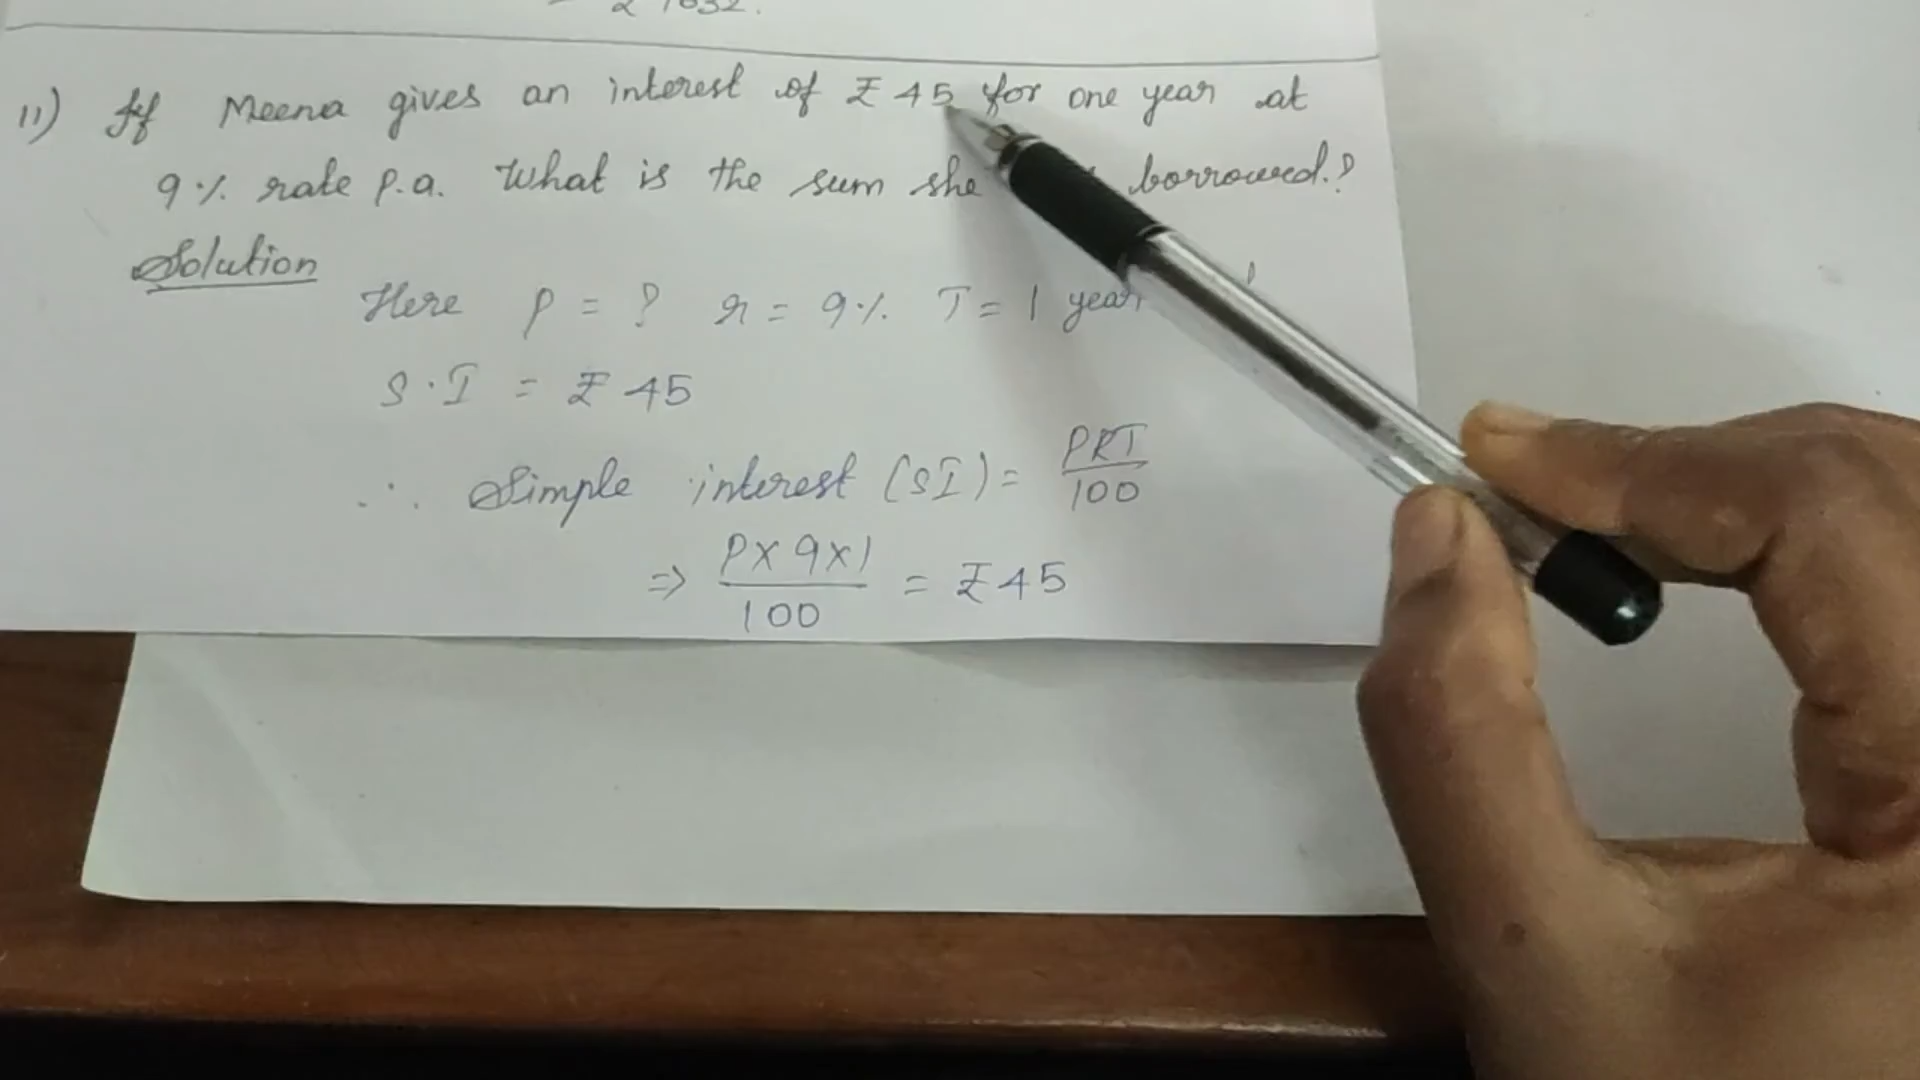 ₹ 1632.
11) If Meena gives an interest of ₹ 45 for one year at
9% rate p.a. What is the sum she borrowed.?
Solution
Here P = ? r = 9% T = 1 year
S.I = ₹ 45
∴ Simple interest (SI) = PRT/100
⇒ P×9×1/100 = ₹45